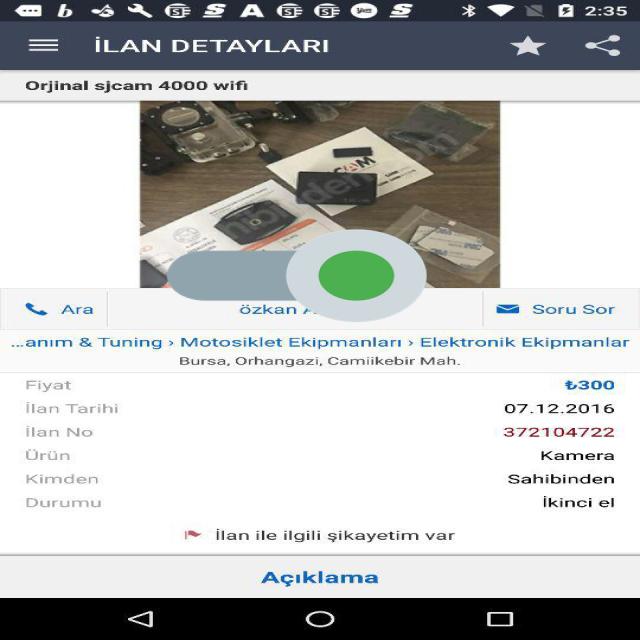 2:35
İLAN DETAYLARI
Orjinal sjcam 4000 wifi
CAM
Ara
özkan A
Soru Sor
...anım & Tuning › Motosiklet Ekipmanları › Elektronik Ekipmanlar
Bursa, Orhangazi, Camiikebir Mah.
Fiyat ₺300
İlan Tarihi 07.12.2016
İlan No 372104722
Ürün Kamera
Kimden Sahibinden
Durumu İkinci el
İlan ile ilgili şikayetim var
Açıklama